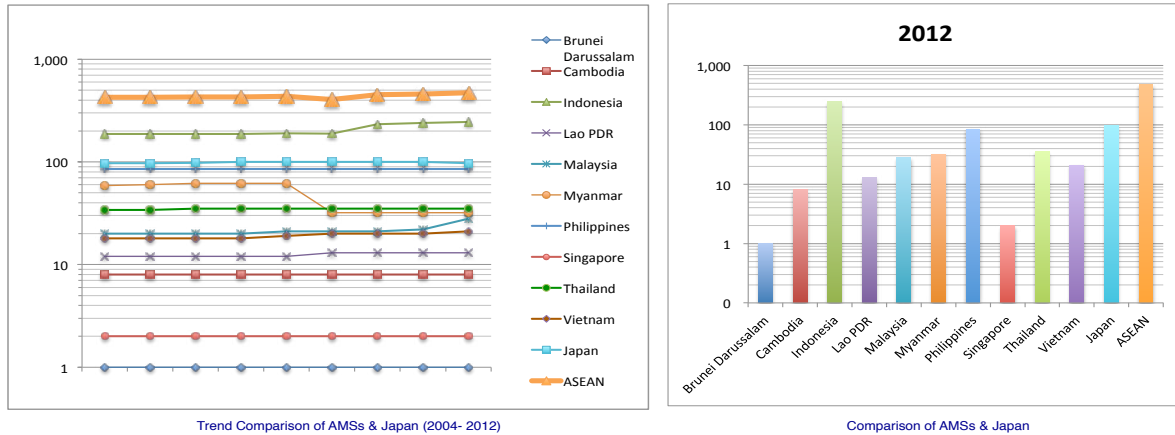 1,000
100
10
1
Brunei
Darussalam
Cambodia
Indonesia
Lao PDR
Malaysia
Myanmar
Philippines
Singapore
Thailand
Vietnam
Japan
ASEAN
Trend Comparison of AMSs & Japan (2004- 2012)
2012
1,000
100
10
1
0
Brunei Darussalam
Cambodia
Indonesia
Lao PDR
Malaysia
Myanmar
Philippines
Singapore
Thailand
Vietnam
Japan
ASEAN
Comparison of AMSs & Japan